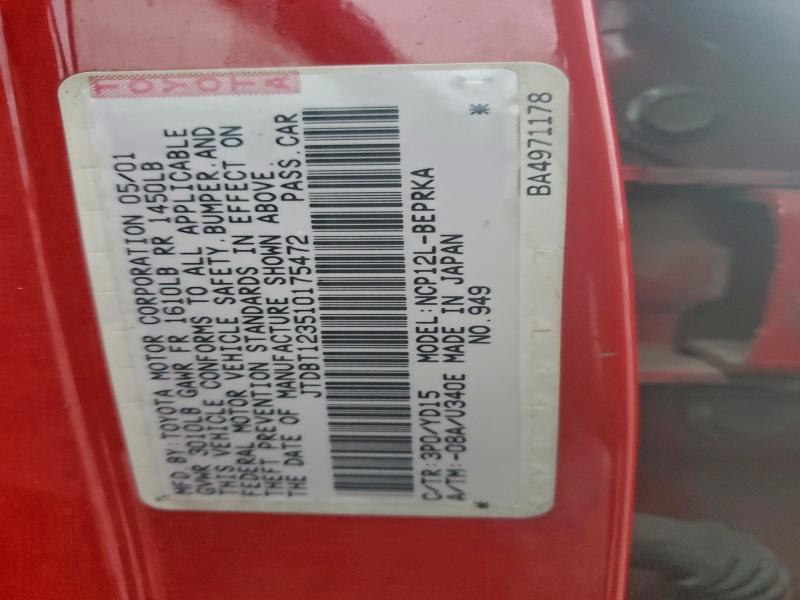 TOYOTA
MFD. BY: TOYOTA MOTOR CORPORATION 05/01
GVWR 3010LB GAWR FR 1610LB RR 1450LB
THIS VEHICLE CONFORMS TO ALL APPLICABLE
FEDERAL MOTOR VEHICLE SAFETY, BUMPER, AND
THEFT PREVENTION STANDARDS IN EFFECT ON
THE DATE OF MANUFACTURE SHOWN ABOVE.
JTDBT123510175472 PASS. CAR
*
C/TR:3P0/YD15 MODEL:NCP12L-BEPRKA
A/TM:-08A/U340E MADE IN JAPAN
NO. 949
BA4971178